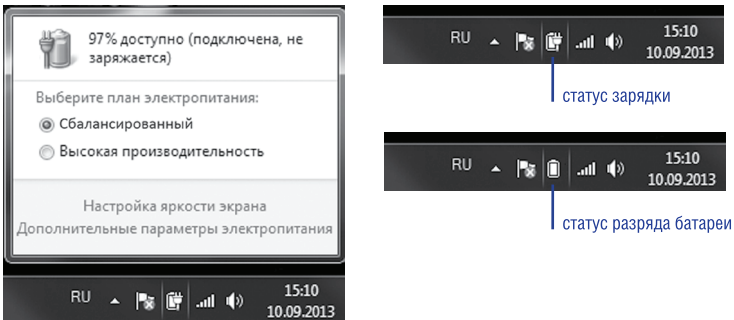 97% доступно (подключена, не
заряжается)
Выберите план электропитания:
Сбалансированный
Высокая производительность
Настройка яркости экрана
Дополнительные параметры электропитания
RU
15:10
10.09.2013
RU
15:10
10.09.2013
статус зарядки
RU
15:10
10.09.2013
статус разряда батареи